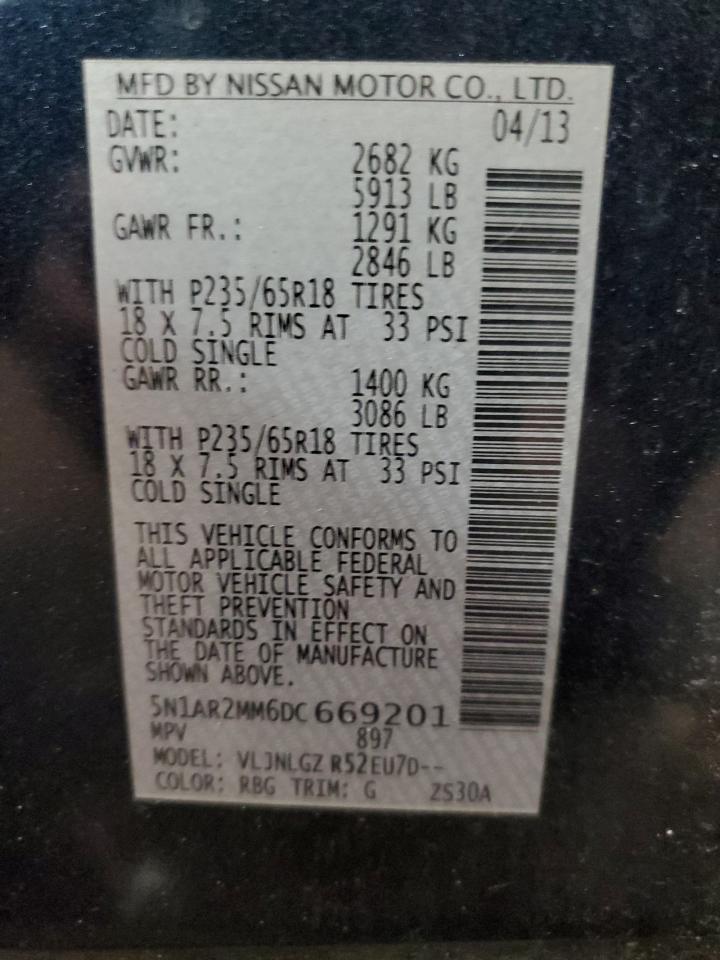 MFD BY NISSAN MOTOR CO., LTD.
DATE: 04/13
GVWR: 2682 KG
5913 LB
GAWR FR.: 1291 KG
2846 LB
WITH P235/65R18 TIRES
18 X 7.5 RIMS AT 33 PSI
COLD SINGLE
GAWR RR.: 1400 KG
3086 LB
WITH P235/65R18 TIRES
18 X 7.5 RIMS AT 33 PSI
COLD SINGLE
THIS VEHICLE CONFORMS TO
ALL APPLICABLE FEDERAL
MOTOR VEHICLE SAFETY AND
THEFT PREVENTION
STANDARDS IN EFFECT ON
THE DATE OF MANUFACTURE
SHOWN ABOVE.
5N1AR2MM6DC669201
MPV 897
MODEL: VLJNLGZ R52EU7D--
COLOR: RBG TRIM: G ZS30A